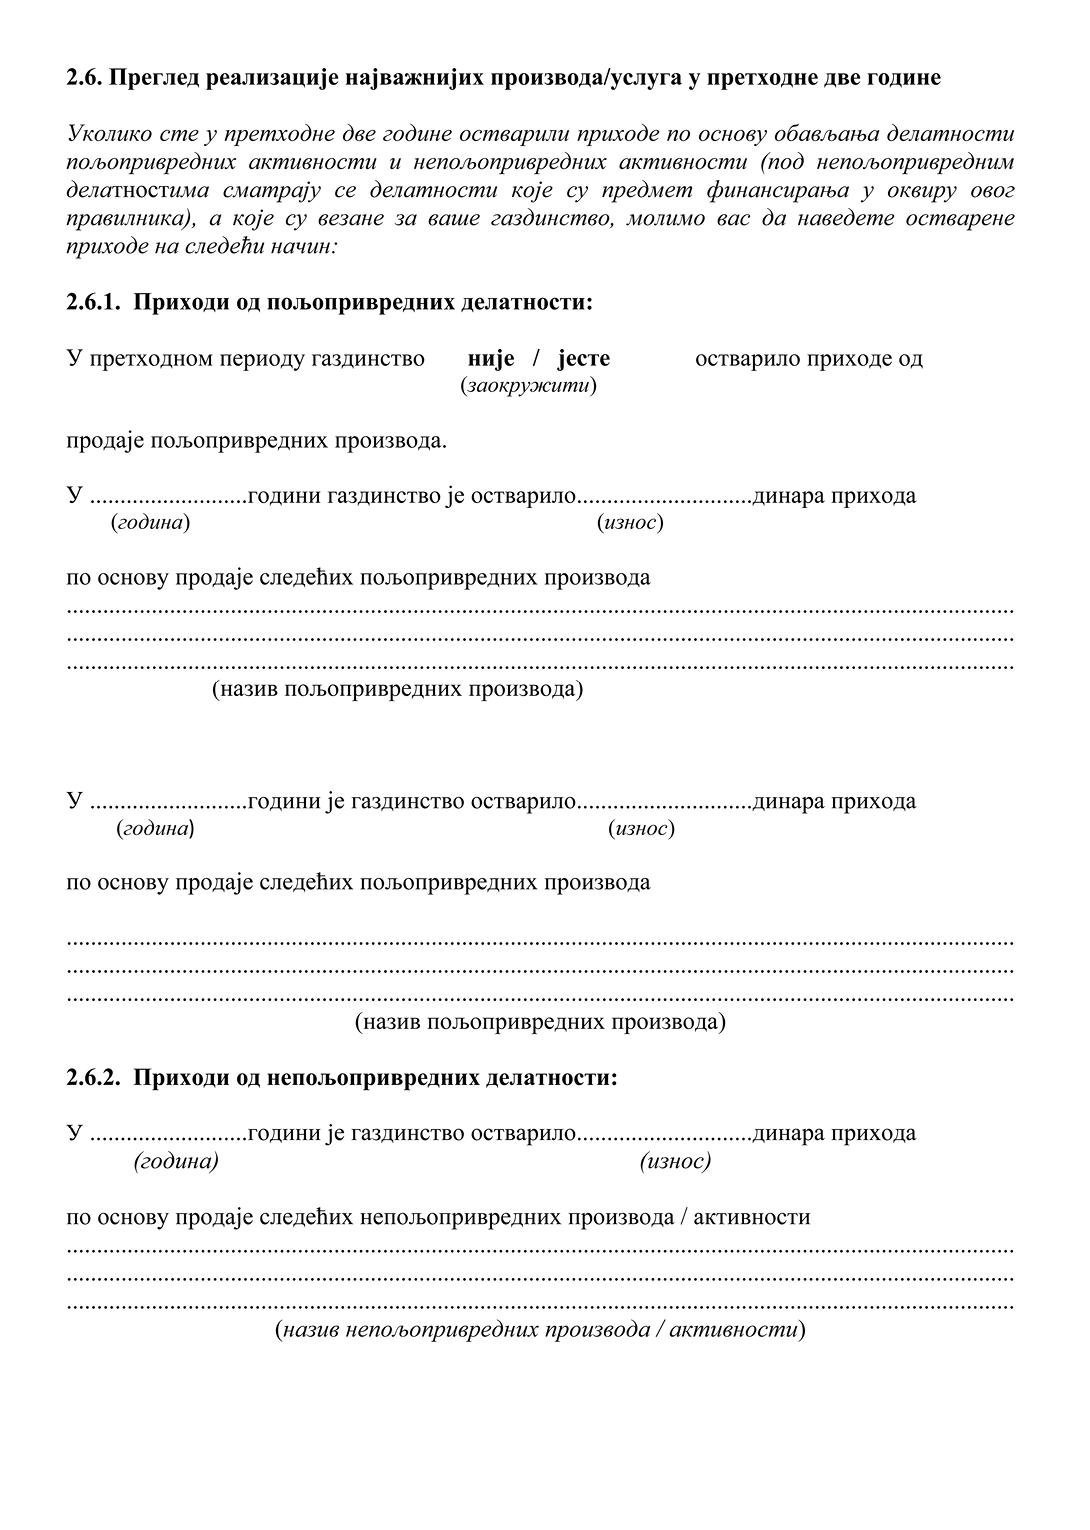 2.6. Преглед реализације најважнијих производа/услуга у претходне две године
Уколико сте у претходне две године остварили приходе по основу обављања делатности
пољопривредних активности и непољопривредних активности (под непољопривредним
делатностима сматрају се делатности које су предмет финансирања у оквиру овог
правилника), а које су везане за ваше газдинство, молимо вас да наведете остварене
приходе на следећи начин:
2.6.1. Приходи од пољопривредних делатности:
У претходном периоду газдинство није / јесте остварило приходе од
(заокружити)
продаје пољопривредних производа.
У ..........................години газдинство је остварило.............................динара прихода
(година) (износ)
по основу продаје следећих пољопривредних производа
............................................................................................................................................................
............................................................................................................................................................
............................................................................................................................................................
(назив пољопривредних производа)
У ..........................години је газдинство остварило.............................динара прихода
(година) (износ)
по основу продаје следећих пољопривредних производа
............................................................................................................................................................
............................................................................................................................................................
............................................................................................................................................................
(назив пољопривредних производа)
2.6.2. Приходи од непољопривредних делатности:
У ..........................години је газдинство остварило.............................динара прихода
(година) (износ)
по основу продаје следећих непољопривредних производа / активности
............................................................................................................................................................
............................................................................................................................................................
............................................................................................................................................................
(назив непољопривредних производа / активности)